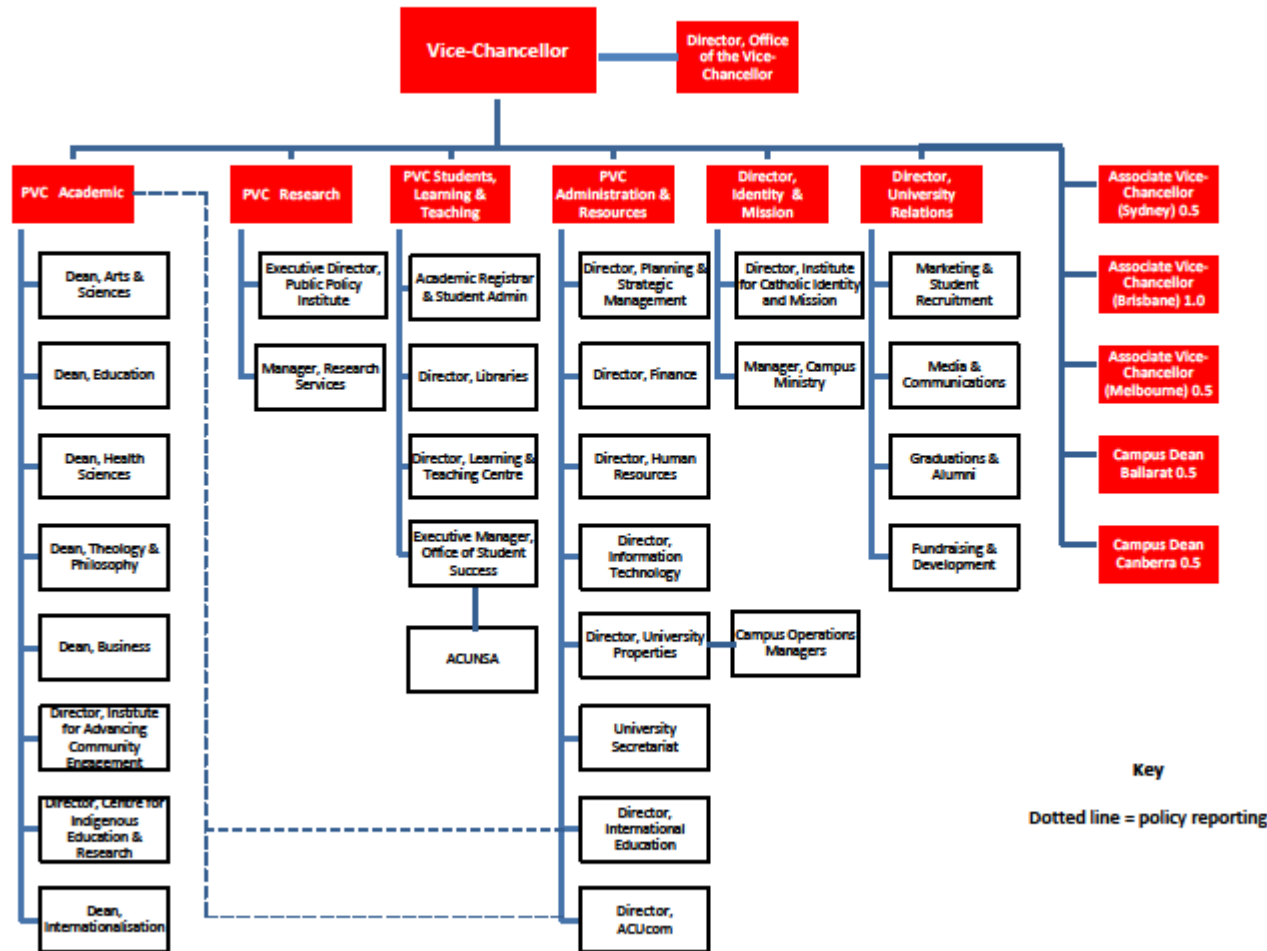 Vice-Chancellor
Director, Office
of the Vice-
Chancellor
PVC Academic
PVC Research
PVC Students,
Learning &
Teaching
PVC
Administration &
Resources
Director,
Identity &
Mission
Director,
University
Relations
Associate Vice-
Chancellor
(Sydney) 0.5
Dean, Arts &
Sciences
Executive Director,
Public Policy
Institute
Academic Registrar
& Student Admin
Director, Planning &
Strategic
Management
Director, Institute
for Catholic Identity
and Mission
Marketing &
Student
Recruitment
Associate Vice-
Chancellor
(Brisbane) 1.0
Dean, Education
Manager, Research
Services
Director, Libraries
Director, Finance
Manager, Campus
Ministry
Media &
Communications
Associate Vice-
Chancellor
(Melbourne) 0.5
Dean, Health
Sciences
Director, Learning &
Teaching Centre
Director, Human
Resources
Graduations &
Alumni
Campus Dean
Ballarat 0.5
Dean, Theology &
Philosophy
Executive Manager,
Office of Student
Success
Director,
Information
Technology
Fundraising &
Development
Campus Dean
Canberra 0.5
Dean, Business
ACUNSA
Director, University
Properties
Campus Operations
Managers
Director, Institute
for Advancing
Community
Engagement
University
Secretariat
Director, Centre for
Indigenous
Education &
Research
Director,
International
Education
Dean,
Internationalisation
Director,
ACUcom
Key
Dotted line = policy reporting